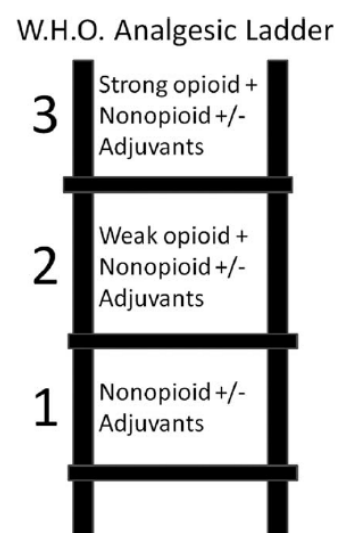 W.H.O. Analgesic Ladder
3
Strong opioid +
Nonopioid +/-
Adjuvants
2
Weak opioid +
Nonopioid +/-
Adjuvants
1
Nonopioid +/-
Adjuvants